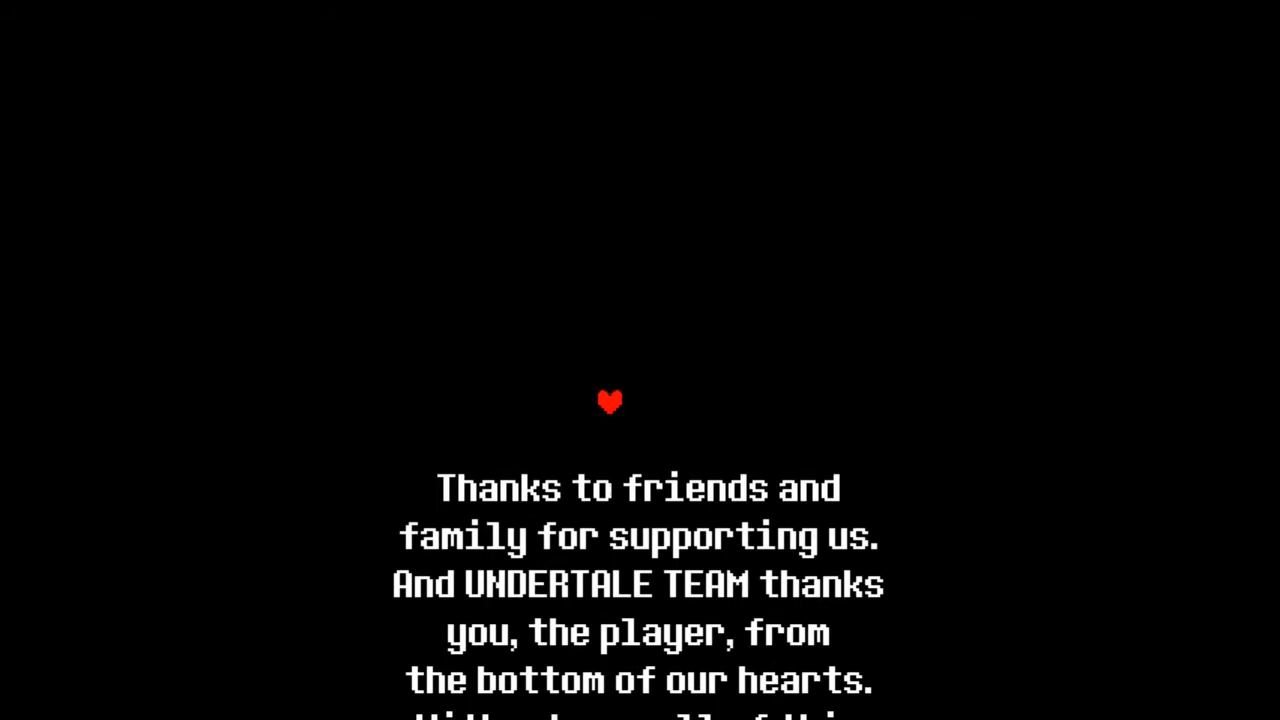 Thanks to friends and
family for supporting us.
And UNDERTALE TEAM thanks
you, the player, from
the bottom of our hearts.